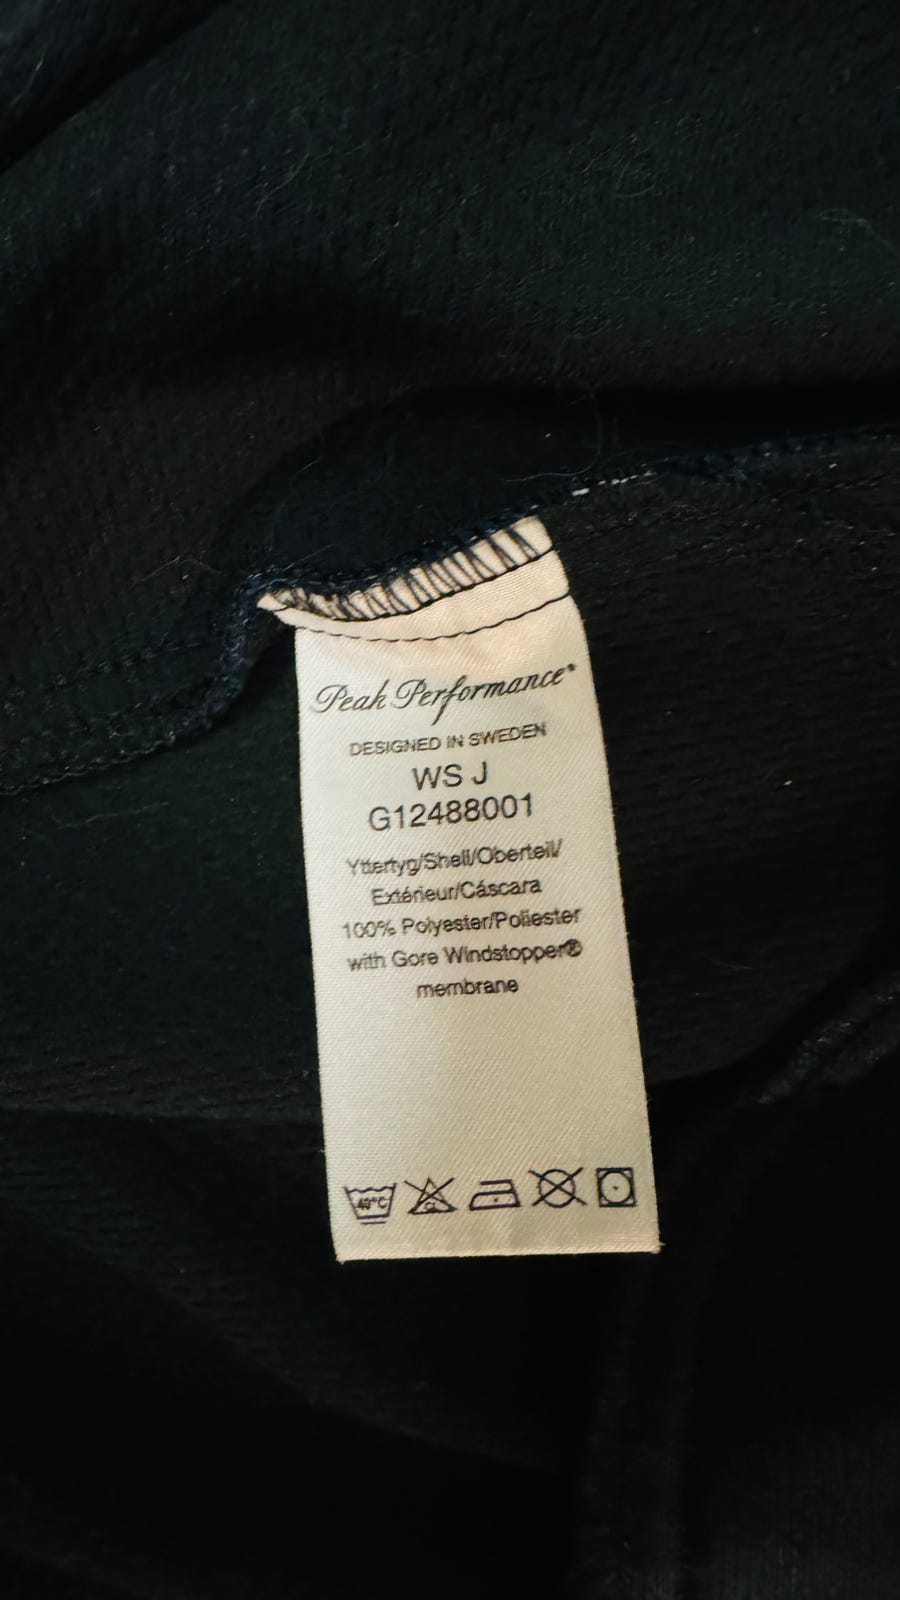 Peak Performance®
DESIGNED IN SWEDEN
WS J
G12488001
Yttertyg/Shell/Oberteil/
Extérieur/Cáscara
100% Polyester/Poliester
with Gore Windstopper®
membrane
40°C